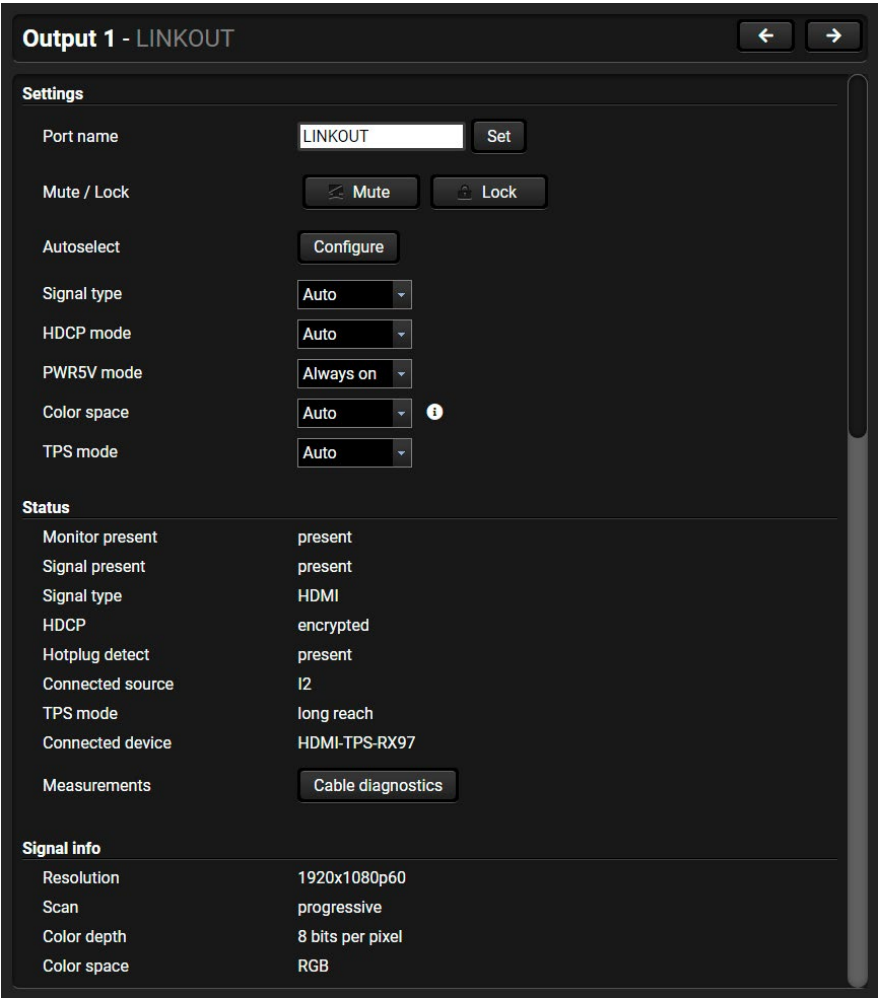 Output 1 - LINKOUT
Settings
Port name LINKOUT Set
Mute / Lock Mute Lock
Autoselect Configure
Signal type Auto
HDCP mode Auto
PWR5V mode Always on
Color space Auto
TPS mode Auto
Status
Monitor present present
Signal present present
Signal type HDMI
HDCP encrypted
Hotplug detect present
Connected source I2
TPS mode long reach
Connected device HDMI-TPS-RX97
Measurements Cable diagnostics
Signal info
Resolution 1920x1080p60
Scan progressive
Color depth 8 bits per pixel
Color space RGB